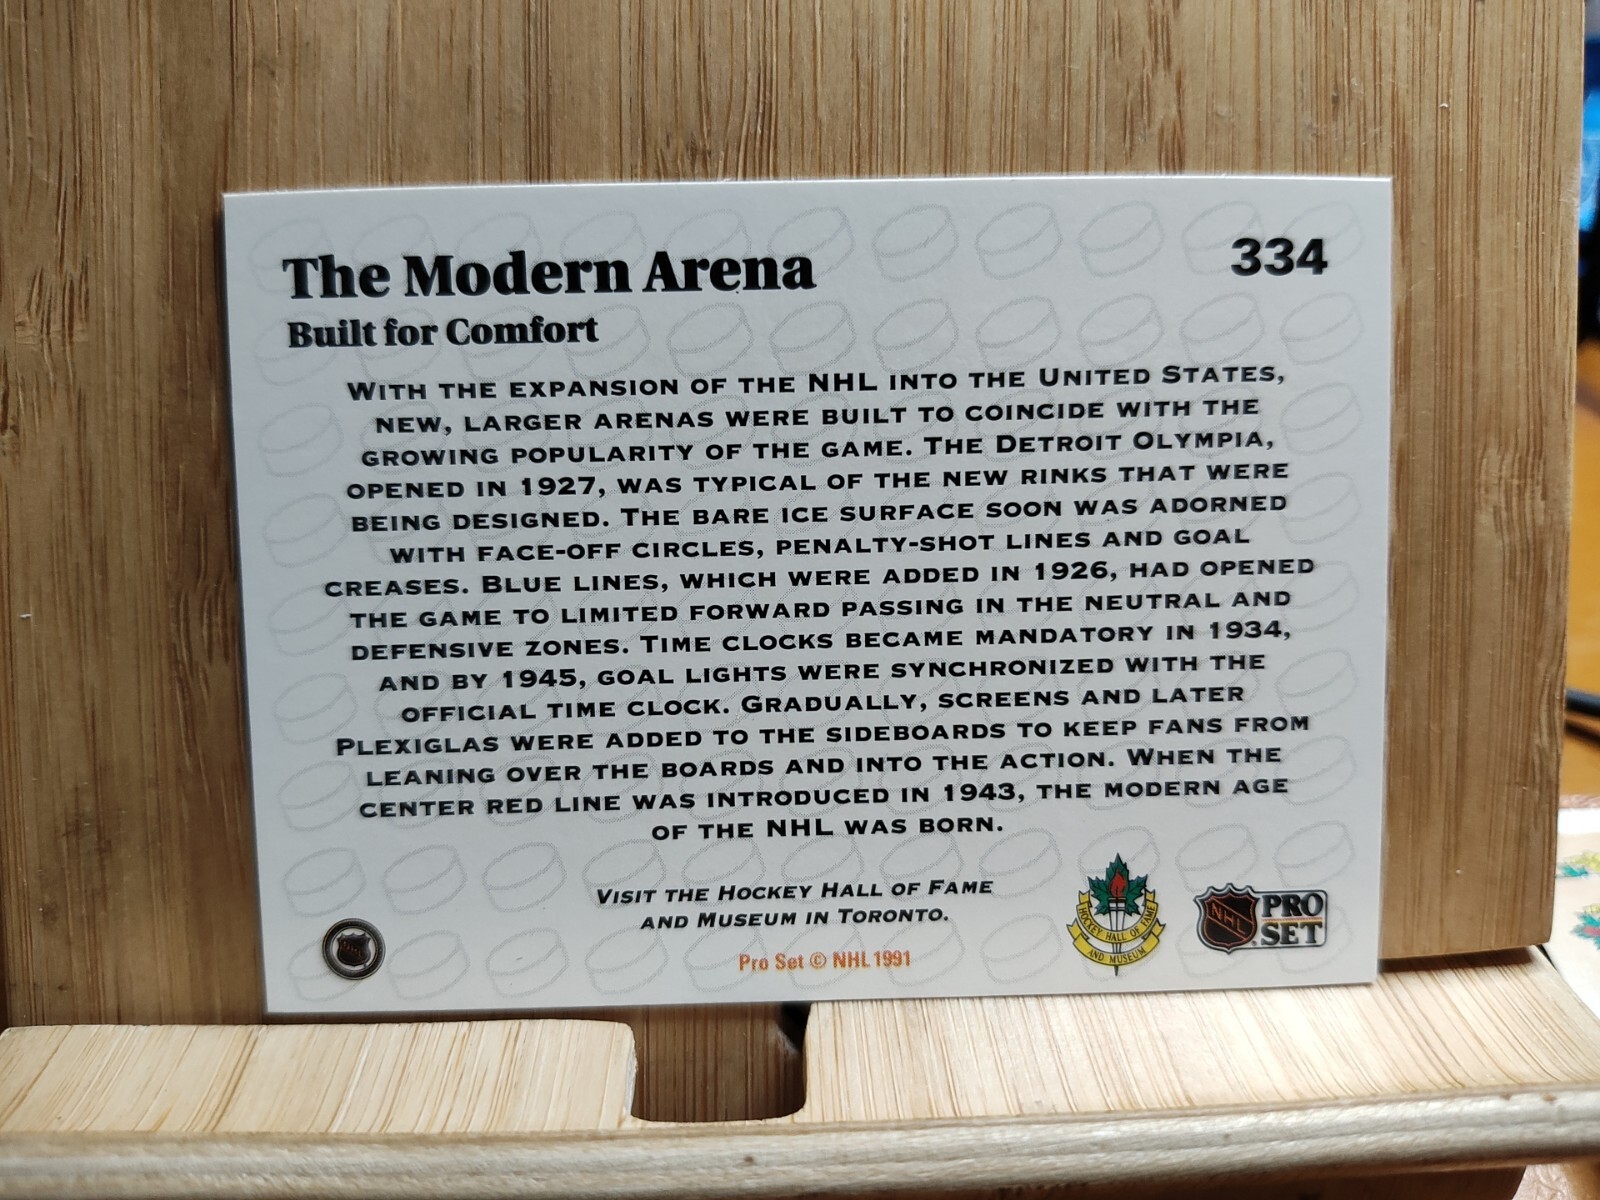 The Modern Arena
334
Built for Comfort
With the expansion of the NHL into the United States,
new, larger arenas were built to coincide with the
growing popularity of the game. The Detroit Olympia,
opened in 1927, was typical of the new rinks that were
being designed. The bare ice surface soon was adorned
with face-off circles, penalty-shot lines and goal
creases. Blue lines, which were added in 1926, had opened
the game to limited forward passing in the neutral and
defensive zones. Time clocks became mandatory in 1934,
and by 1945, goal lights were synchronized with the
official time clock. Gradually, screens and later
Plexiglas were added to the sideboards to keep fans from
leaning over the boards and into the action. When the
center red line was introduced in 1943, the modern age
of the NHL was born.
Visit the Hockey Hall of Fame
and Museum in Toronto.
Pro Set © NHL 1991
NHL
HOCKEY HALL OF FAME
AND MUSEUM
NHL
PRO
SET